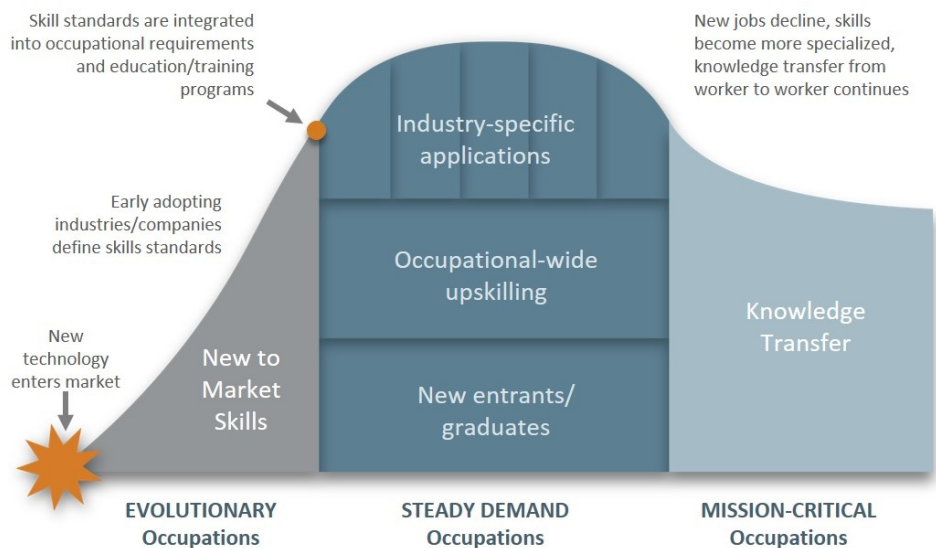 Skill standards are integrated
into occupational requirements
and education/training
programs
New jobs decline, skills
become more specialized,
knowledge transfer from
worker to worker continues
Industry-specific
applications
Early adopting
industries/companies
define skills standards
Occupational-wide
upskilling
Knowledge
Transfer
New
technology
enters market
New to
Market
Skills
New entrants/
graduates
EVOLUTIONARY
Occupations
STEADY DEMAND
Occupations
MISSION-CRITICAL
Occupations